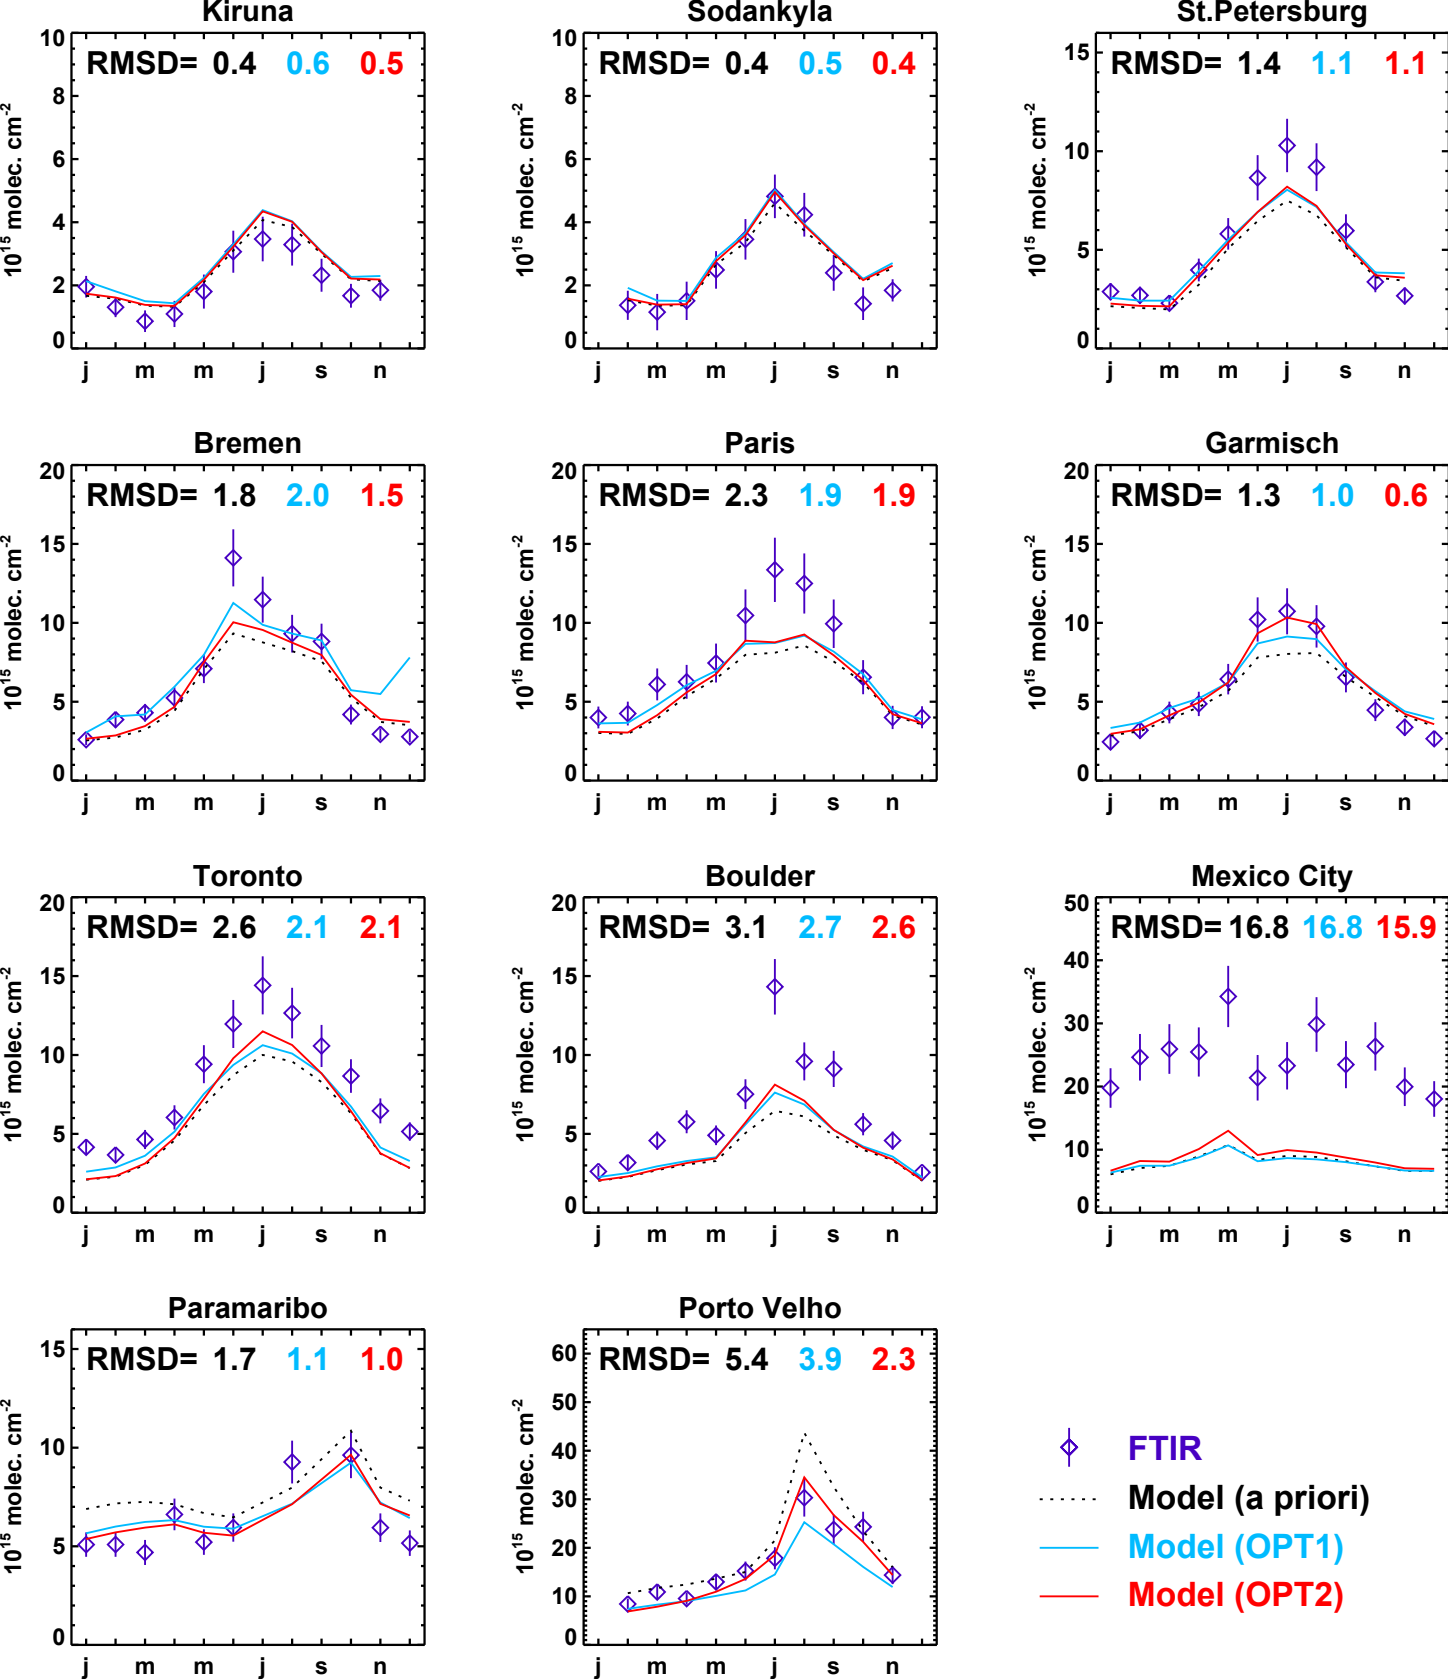 Kiruna
RMSD= 0.4 0.6 0.5
10
8
6
4
2
0
10^15 molec. cm^-2
j m m j s n
Sodankyla
RMSD= 0.4 0.5 0.4
10
8
6
4
2
0
10^15 molec. cm^-2
j m m j s n
St.Petersburg
RMSD= 1.4 1.1 1.1
15
10
5
0
10^15 molec. cm^-2
j m m j s n
Bremen
RMSD= 1.8 2.0 1.5
20
15
10
5
0
10^15 molec. cm^-2
j m m j s n
Paris
RMSD= 2.3 1.9 1.9
20
15
10
5
0
10^15 molec. cm^-2
j m m j s n
Garmisch
RMSD= 1.3 1.0 0.6
20
15
10
5
0
10^15 molec. cm^-2
j m m j s n
Toronto
RMSD= 2.6 2.1 2.1
20
15
10
5
0
10^15 molec. cm^-2
j m m j s n
Boulder
RMSD= 3.1 2.7 2.6
20
15
10
5
0
10^15 molec. cm^-2
j m m j s n
Mexico City
RMSD= 16.8 16.8 15.9
50
40
30
20
10
0
10^15 molec. cm^-2
j m m j s n
Paramaribo
RMSD= 1.7 1.1 1.0
15
10
5
0
10^15 molec. cm^-2
j m m j s n
Porto Velho
RMSD= 5.4 3.9 2.3
60
50
40
30
20
10
0
10^15 molec. cm^-2
j m m j s n
FTIR
Model (a priori)
Model (OPT1)
Model (OPT2)